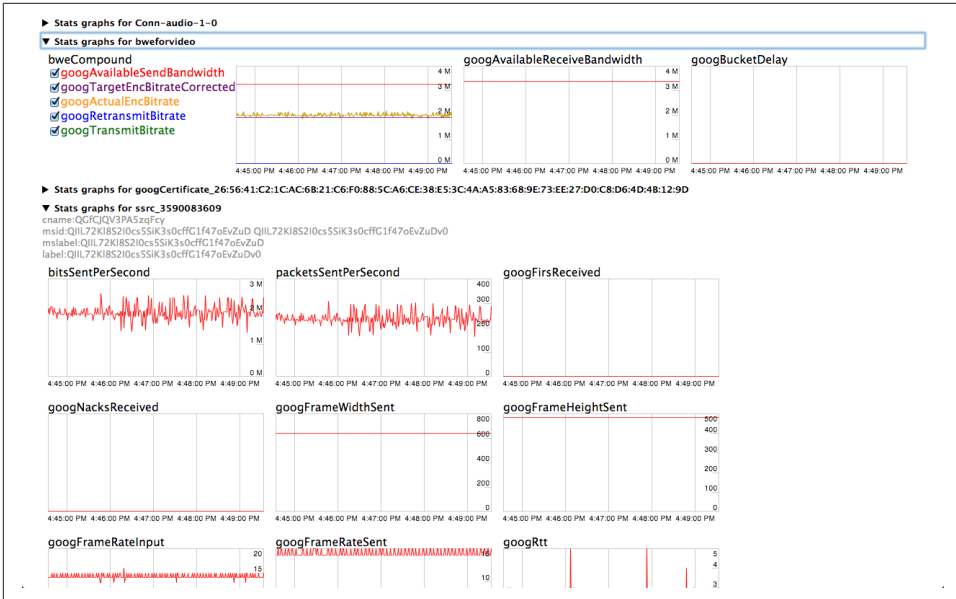 ▶ Stats graphs for Conn-audio-1-0
▼ Stats graphs for bweforvideo
bweCompound
googAvailableSendBandwidth
googTargetEncBitrateCorrected
googActualEncBitrate
googRetransmitBitrate
googTransmitBitrate
4 M
3 M
2 M
1 M
0 M
4:45:00 PM 4:46:00 PM 4:47:00 PM 4:48:00 PM 4:49:00 PM
googAvailableReceiveBandwidth
4 M
3 M
2 M
1 M
0 M
4:45:00 PM 4:46:00 PM 4:47:00 PM 4:48:00 PM 4:49:00 PM
googBucketDelay
4:45:00 PM 4:46:00 PM 4:47:00 PM 4:48:00 PM 4:49:00 PM
▶ Stats graphs for googCertificate_26:56:41:C2:1C:AC:6B:21:C6:F0:88:5C:A6:CE:38:E5:3C:4A:A5:83:68:9E:73:EE:27:D0:C8:D6:4D:4B:12:9D
▼ Stats graphs for ssrc_3590083609
cname:QGfCJQV3PA5zqFcy
msid:QIIL72Kl8S2I0cs5SiK3s0cffG1f47oEvZuD QIIL72Kl8S2I0cs5SiK3s0cffG1f47oEvZuDv0
mslabel:QIIL72Kl8S2I0cs5SiK3s0cffG1f47oEvZuD
label:QIIL72Kl8S2I0cs5SiK3s0cffG1f47oEvZuDv0
bitsSentPerSecond
3 M
2 M
1 M
0 M
4:45:00 PM 4:46:00 PM 4:47:00 PM 4:48:00 PM 4:49:00 PM
packetsSentPerSecond
400
300
200
100
0
4:45:00 PM 4:46:00 PM 4:47:00 PM 4:48:00 PM 4:49:00 PM
googFirsReceived
4:45:00 PM 4:46:00 PM 4:47:00 PM 4:48:00 PM 4:49:00 PM
googNacksReceived
4:45:00 PM 4:46:00 PM 4:47:00 PM 4:48:00 PM 4:49:00 PM
googFrameWidthSent
800
600
400
200
0
4:45:00 PM 4:46:00 PM 4:47:00 PM 4:48:00 PM 4:49:00 PM
googFrameHeightSent
500
400
300
200
100
0
4:45:00 PM 4:46:00 PM 4:47:00 PM 4:48:00 PM 4:49:00 PM
googFrameRateInput
20
15
googFrameRateSent
15
10
googRtt
5
4
3